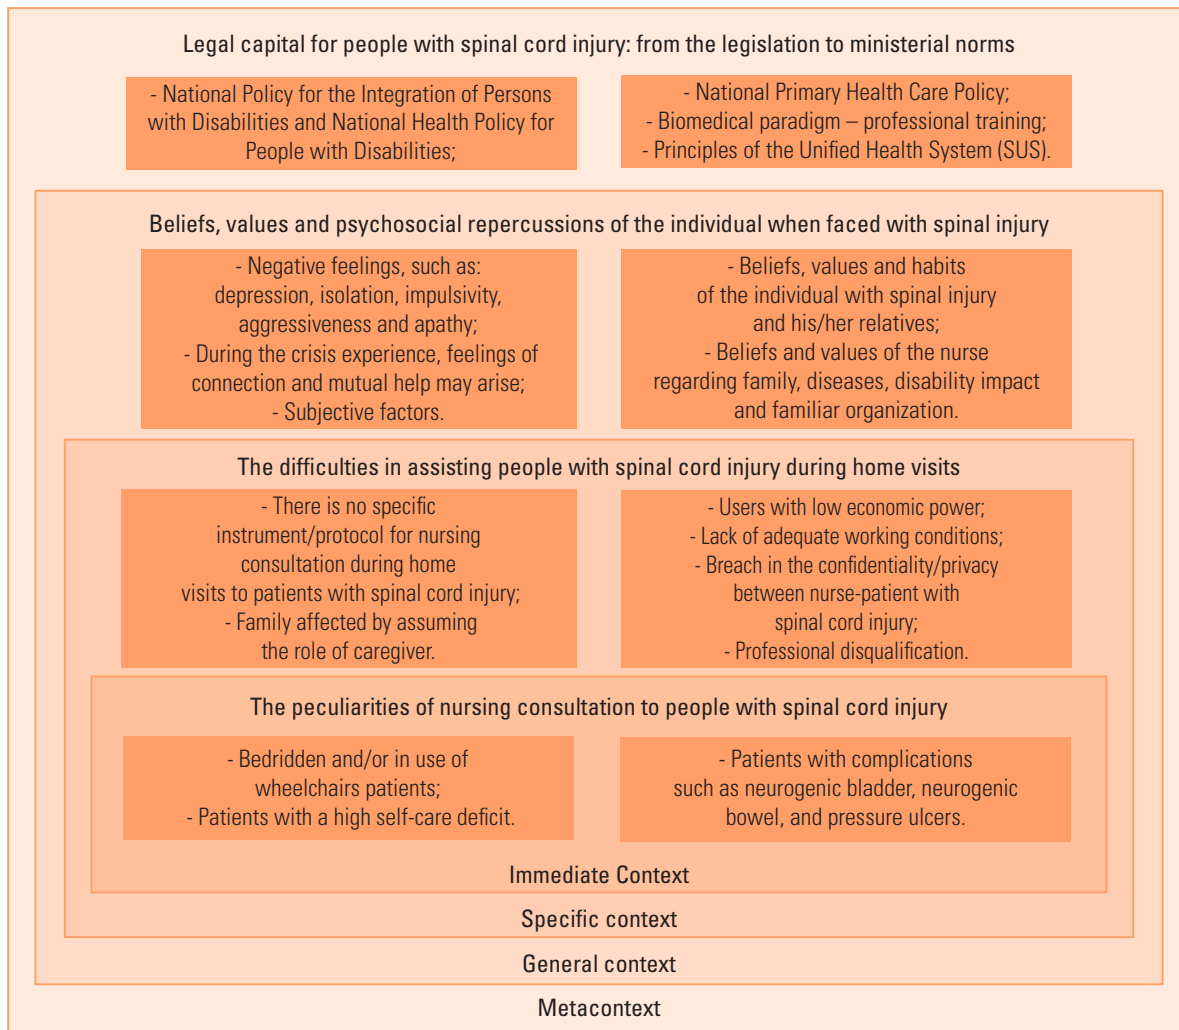 Legal capital for people with spinal cord injury: from the legislation to ministerial norms
- National Policy for the Integration of Persons
with Disabilities and National Health Policy for
People with Disabilities;
- National Primary Health Care Policy;
- Biomedical paradigm – professional training;
- Principles of the Unified Health System (SUS).
Beliefs, values and psychosocial repercussions of the individual when faced with spinal injury
- Negative feelings, such as:
depression, isolation, impulsivity,
aggressiveness and apathy;
- During the crisis experience, feelings of
connection and mutual help may arise;
- Subjective factors.
- Beliefs, values and habits
of the individual with spinal injury
and his/her relatives;
- Beliefs and values of the nurse
regarding family, diseases, disability impact
and familiar organization.
The difficulties in assisting people with spinal cord injury during home visits
- There is no specific
instrument/protocol for nursing
consultation during home
visits to patients with spinal cord injury;
- Family affected by assuming
the role of caregiver.
- Users with low economic power;
- Lack of adequate working conditions;
- Breach in the confidentiality/privacy
between nurse-patient with
spinal cord injury;
- Professional disqualification.
The peculiarities of nursing consultation to people with spinal cord injury
- Bedridden and/or in use of
wheelchairs patients;
- Patients with a high self-care deficit.
- Patients with complications
such as neurogenic bladder, neurogenic
bowel, and pressure ulcers.
Immediate Context
Specific context
General context
Metacontext